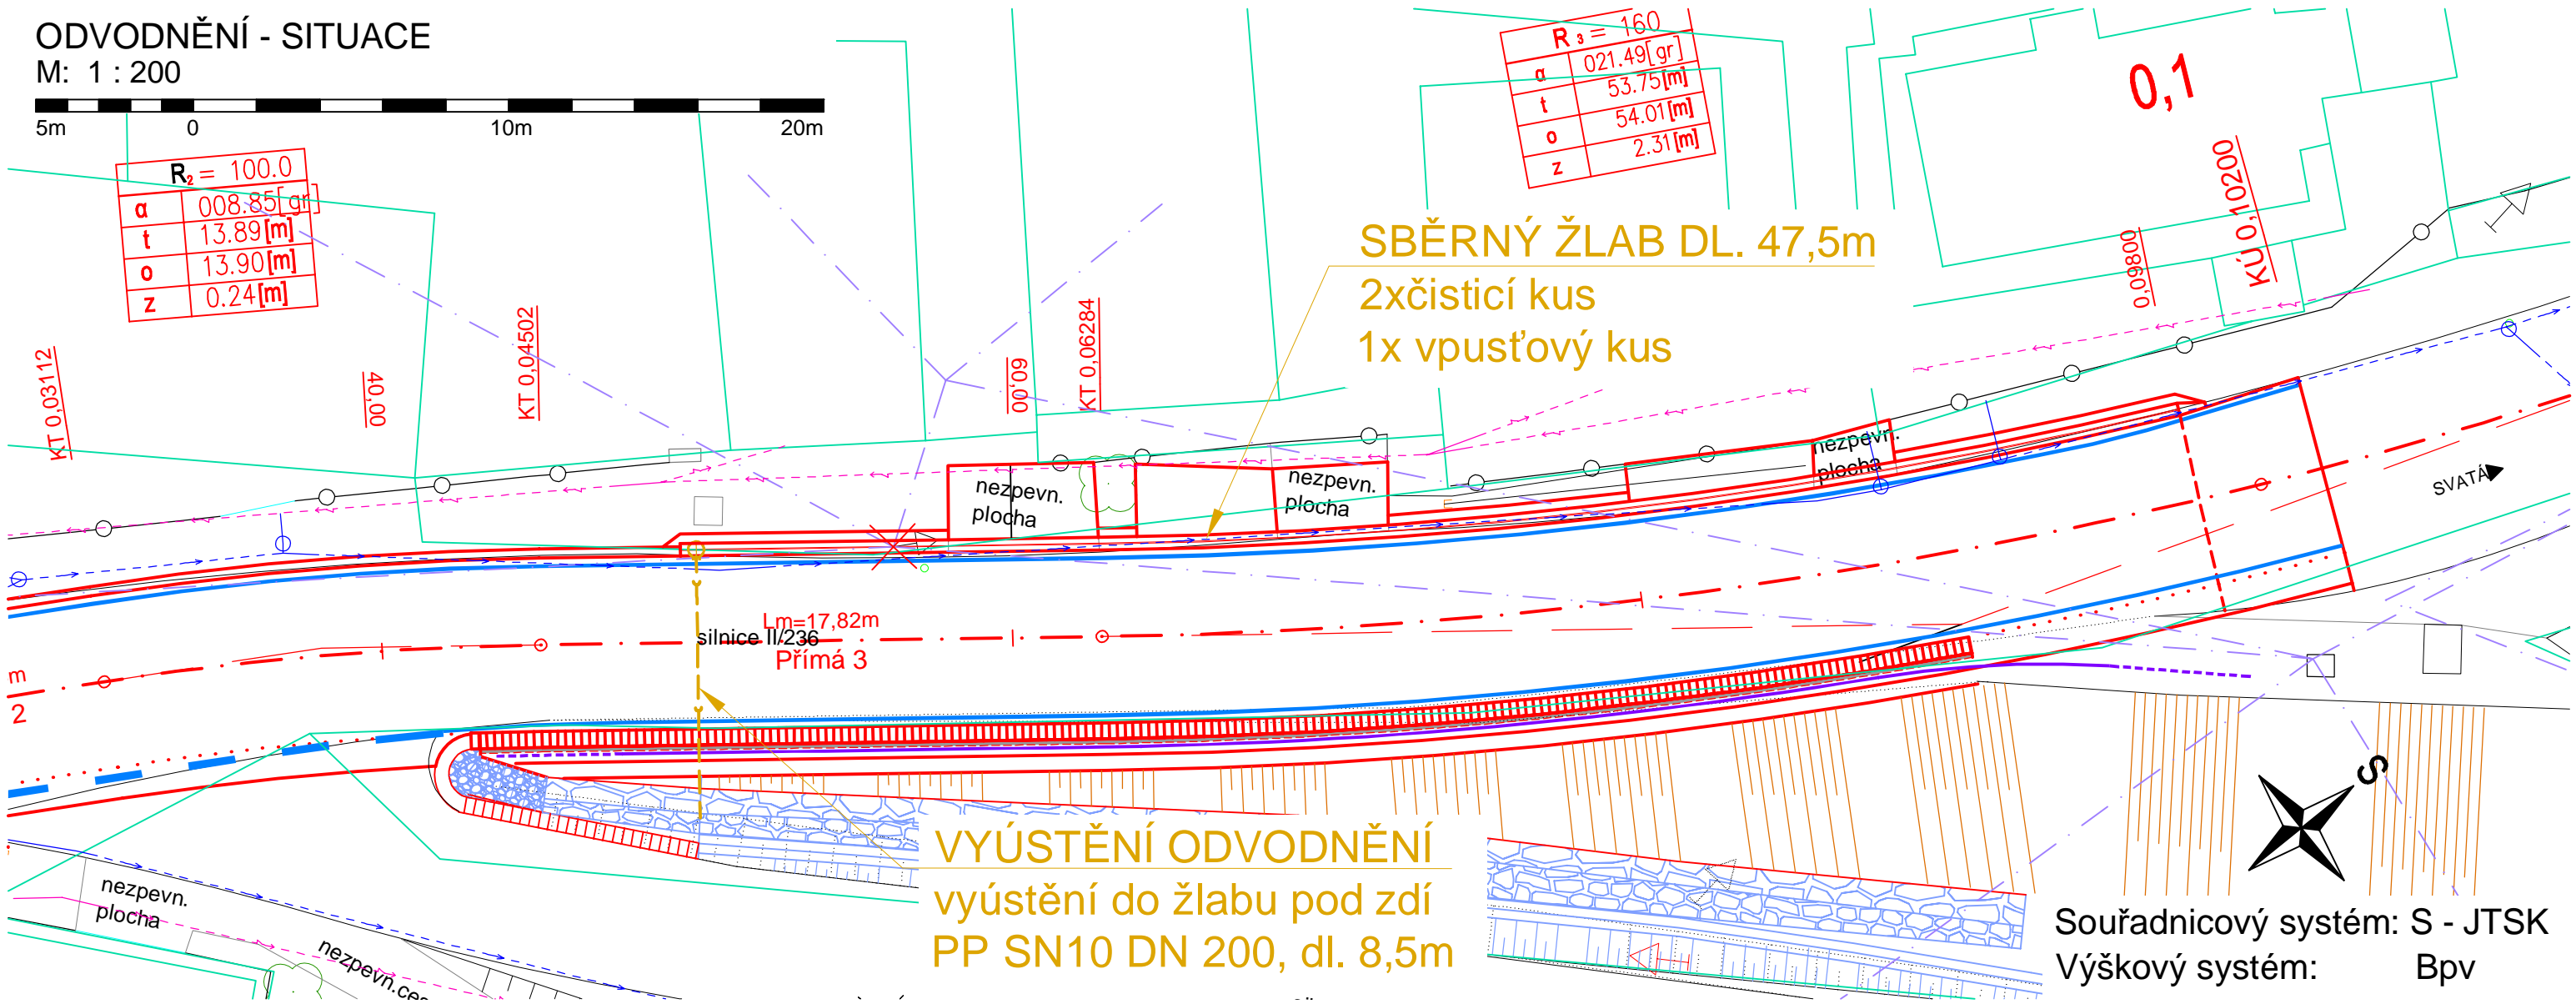 ODVODNĚNÍ - SITUACE
M: 1 : 200
5m 0 10m 20m
R₂ = 100.0
α 008.85[gr]
t 13.89[m]
o 13.90[m]
z 0.24[m]
R₃ = 160
α 021.49[gr]
t 53.75[m]
o 54.01[m]
z 2.31[m]
0,1
KÚ 0,10200
0,09800
SBĚRNÝ ŽLAB DL. 47,5m
2xčisticí kus
1x vpusťový kus
KT 0,03112
40,00
KT 0,04502
60,00
KT 0,06284
nezpevn.
plocha
nezpevn.
plocha
nezpevn.
plocha
SVATÁ
Lm=17,82m
silnice II/236
Přímá 3
m
2
S
VYÚSTĚNÍ ODVODNĚNÍ
vyústění do žlabu pod zdí
PP SN10 DN 200, dl. 8,5m
nezpevn.
plocha
nezpevn.ces
Souřadnicový systém: S - JTSK
Výškový systém: Bpv